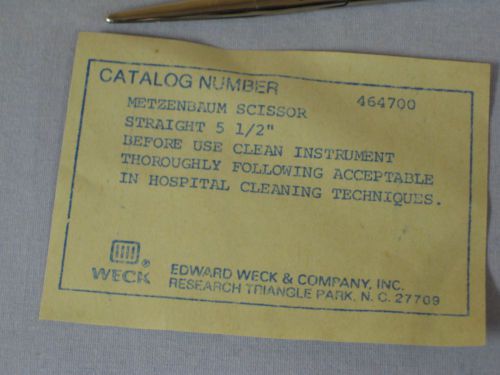 CATALOG NUMBER 464700
METZENBAUM SCISSOR
STRAIGHT 5 1/2"
BEFORE USE CLEAN INSTRUMENT
THOROUGHLY FOLLOWING ACCEPTABLE
IN HOSPITAL CLEANING TECHNIQUES.
®
WECK
EDWARD WECK & COMPANY, INC.
RESEARCH TRIANGLE PARK, N. C. 27709